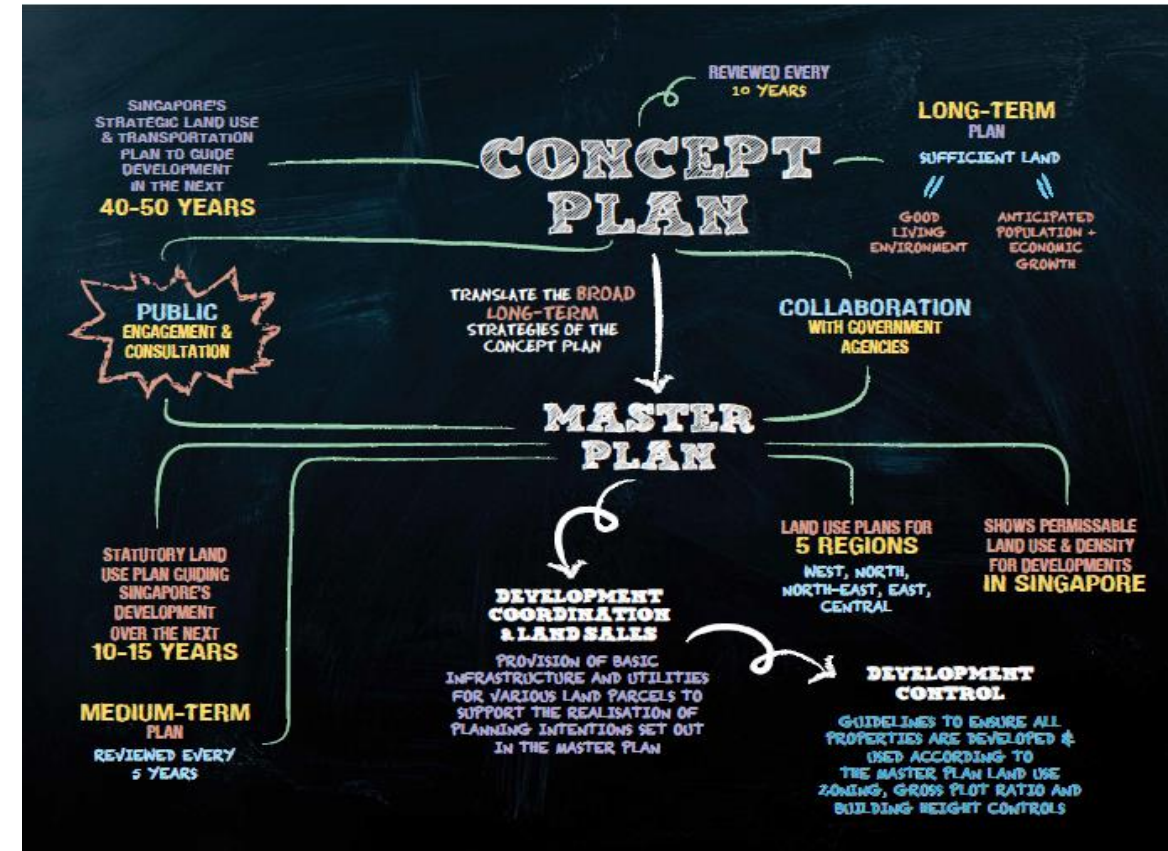 REVIEWED EVERY
10 YEARS
SINGAPORE'S
STRATEGIC LAND USE
& TRANSPORTATION
PLAN TO GUIDE
DEVELOPMENT
IN THE NEXT
40-50 YEARS
CONCEPT
PLAN
LONG-TERM
PLAN
SUFFICIENT LAND
GOOD
LIVING
ENVIRONMENT
ANTICIPATED
POPULATION +
ECONOMIC
GROWTH
PUBLIC
ENGAGEMENT &
CONSULTATION
TRANSLATE THE BROAD
LONG-TERM
STRATEGIES OF THE
CONCEPT PLAN
COLLABORATION
WITH GOVERNMENT
AGENCIES
MASTER
PLAN
STATUTORY LAND
USE PLAN GUIDING
SINGAPORE'S
DEVELOPMENT
OVER THE NEXT
10-15 YEARS
MEDIUM-TERM
PLAN
REVIEWED EVERY
5 YEARS
LAND USE PLANS FOR
5 REGIONS
WEST, NORTH,
NORTH-EAST, EAST,
CENTRAL
SHOWS PERMISSABLE
LAND USE & DENSITY
FOR DEVELOPMENTS
IN SINGAPORE
DEVELOPMENT
COORDINATION
& LAND SALES
PROVISION OF BASIC
INFRASTRUCTURE AND UTILITIES
FOR VARIOUS LAND PARCELS TO
SUPPORT THE REALISATION OF
PLANNING INTENTIONS SET OUT
IN THE MASTER PLAN
DEVELOPMENT
CONTROL
GUIDELINES TO ENSURE ALL
PROPERTIES ARE DEVELOPED &
USED ACCORDING TO
THE MASTER PLAN LAND USE
ZONING, GROSS PLOT RATIO AND
BUILDING HEIGHT CONTROLS